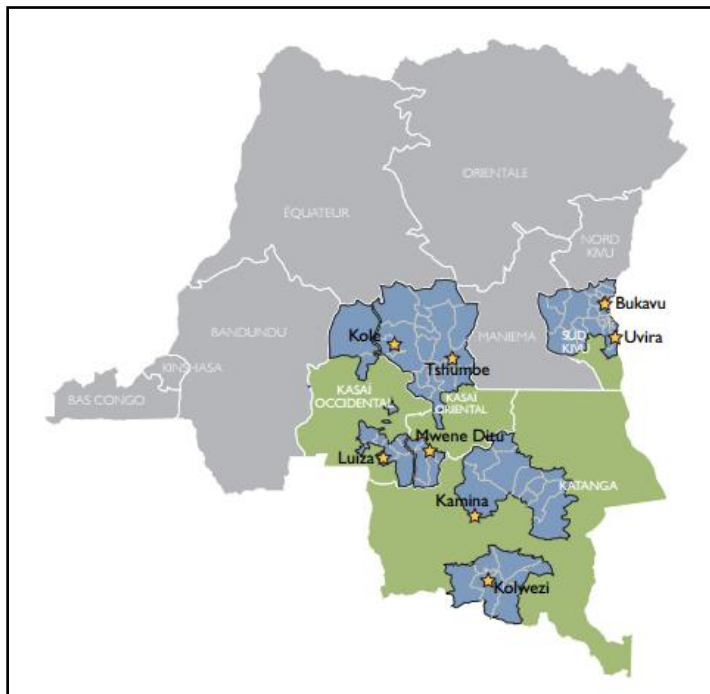 ORIENTALE
ÉQUATEUR
NORD
KIVU
Bukavu
BANDUNDU
MANIEMA
SUD
KIVU
Uvira
Kole
KINSHASA
Tshumbe
BAS CONGO
KASAÏ
OCCIDENTAL
KASAÏ
ORIENTAL
Mwene Ditu
Luiza
KATANGA
Kamina
Kolwezi